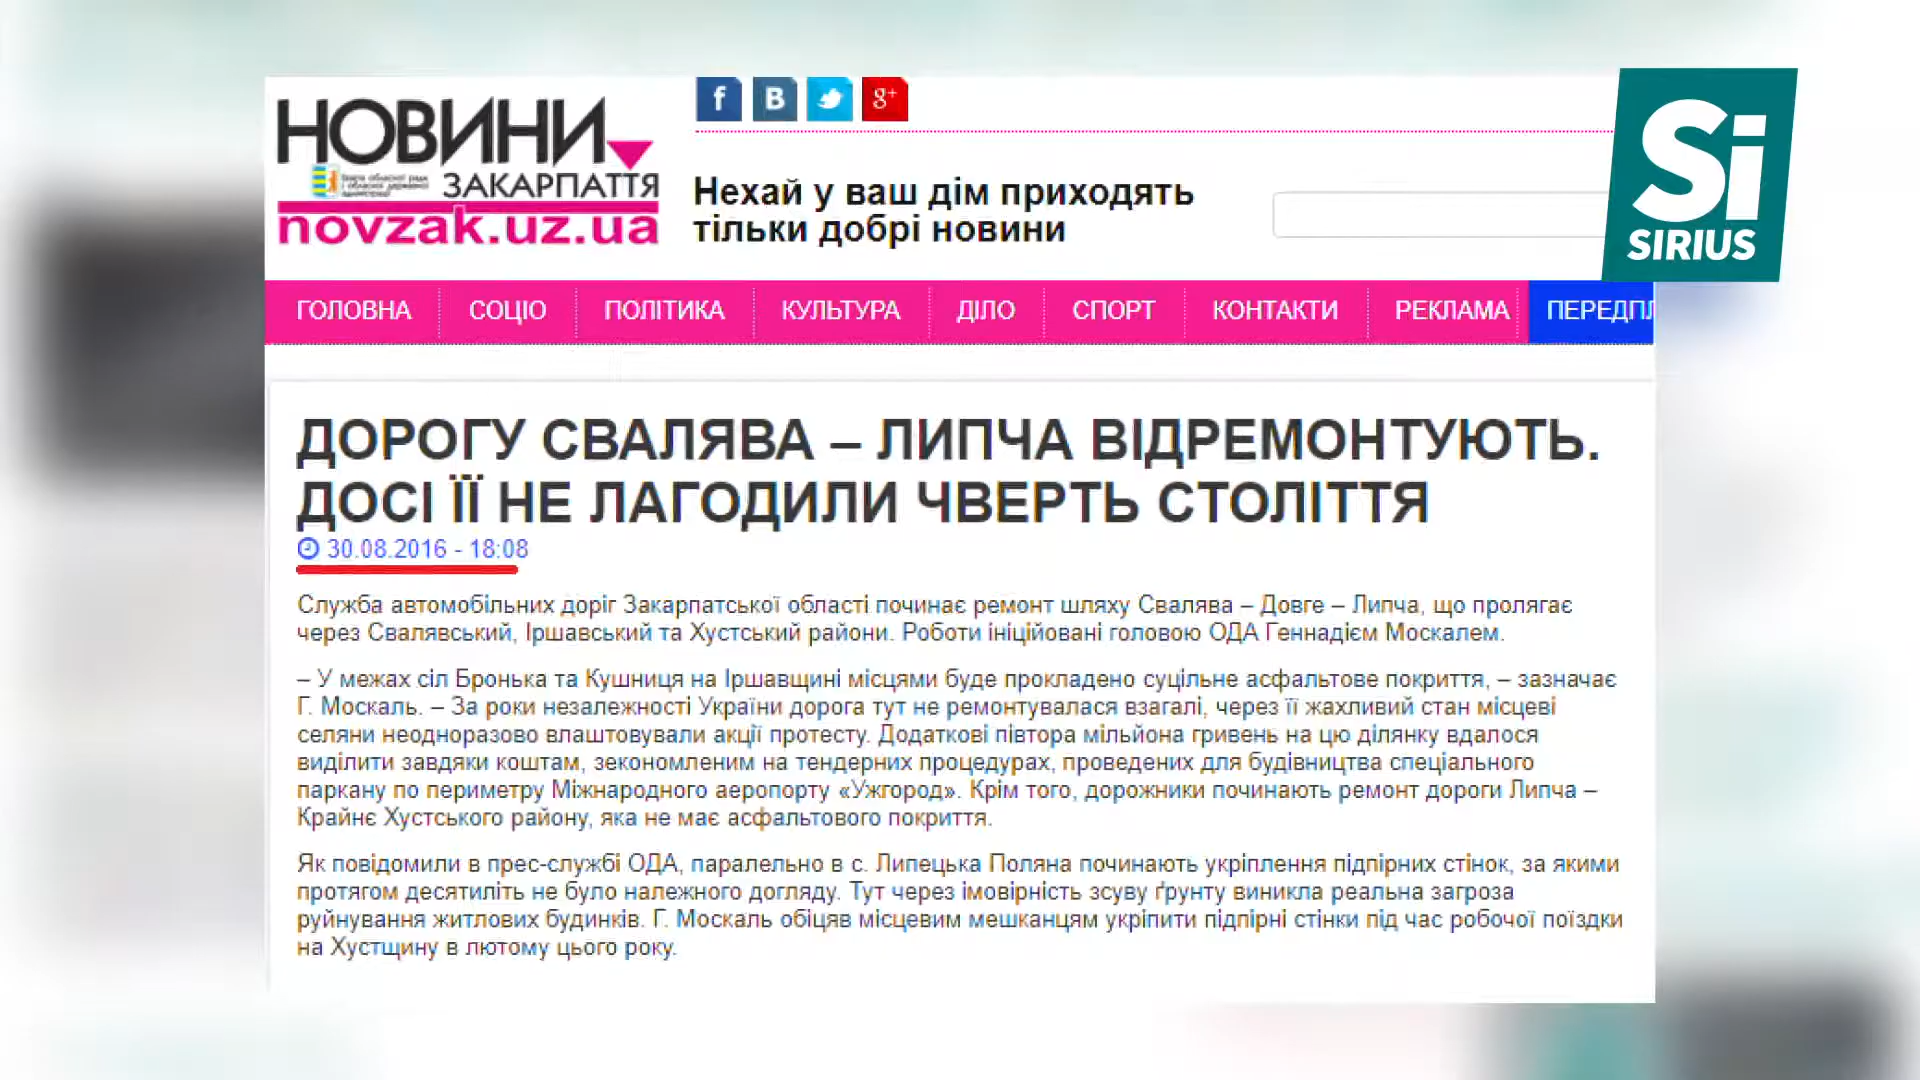 НОВИНИ
ЗАКАРПАТТЯ
novzak.uz.ua
f
B
g+
Нехай у ваш дім приходять
тільки добрі новини
Si
SIRIUS
ГОЛОВНА СОЦІО ПОЛІТИКА КУЛЬТУРА ДІЛО СПОРТ КОНТАКТИ РЕКЛАМА ПЕРЕДПЛ
ДОРОГУ СВАЛЯВА – ЛИПЧА ВІДРЕМОНТУЮТЬ.
ДОСІ ЇЇ НЕ ЛАГОДИЛИ ЧВЕРТЬ СТОЛІТТЯ
30.08.2016 - 18:08
Служба автомобільних доріг Закарпатської області починає ремонт шляху Свалява – Довге – Липча, що пролягає
через Свалявський, Іршавський та Хустський райони. Роботи ініційовані головою ОДА Геннадієм Москалем.
– У межах сіл Бронька та Кушниця на Іршавщині місцями буде прокладено суцільне асфальтове покриття, – зазначає
Г. Москаль. – За роки незалежності України дорога тут не ремонтувалася взагалі, через її жахливий стан місцеві
селяни неодноразово влаштовували акції протесту. Додаткові півтора мільйона гривень на цю ділянку вдалося
виділити завдяки коштам, зекономленим на тендерних процедурах, проведених для будівництва спеціального
паркану по периметру Міжнародного аеропорту «Ужгород». Крім того, дорожники починають ремонт дороги Липча –
Крайнє Хустського району, яка не має асфальтового покриття.
Як повідомили в прес-службі ОДА, паралельно в с. Липецька Поляна починають укріплення підпірних стінок, за якими
протягом десятиліть не було належного догляду. Тут через імовірність зсуву ґрунту виникла реальна загроза
руйнування житлових будинків. Г. Москаль обіцяв місцевим мешканцям укріпити підпірні стінки під час робочої поїздки
на Хустщину в лютому цього року.